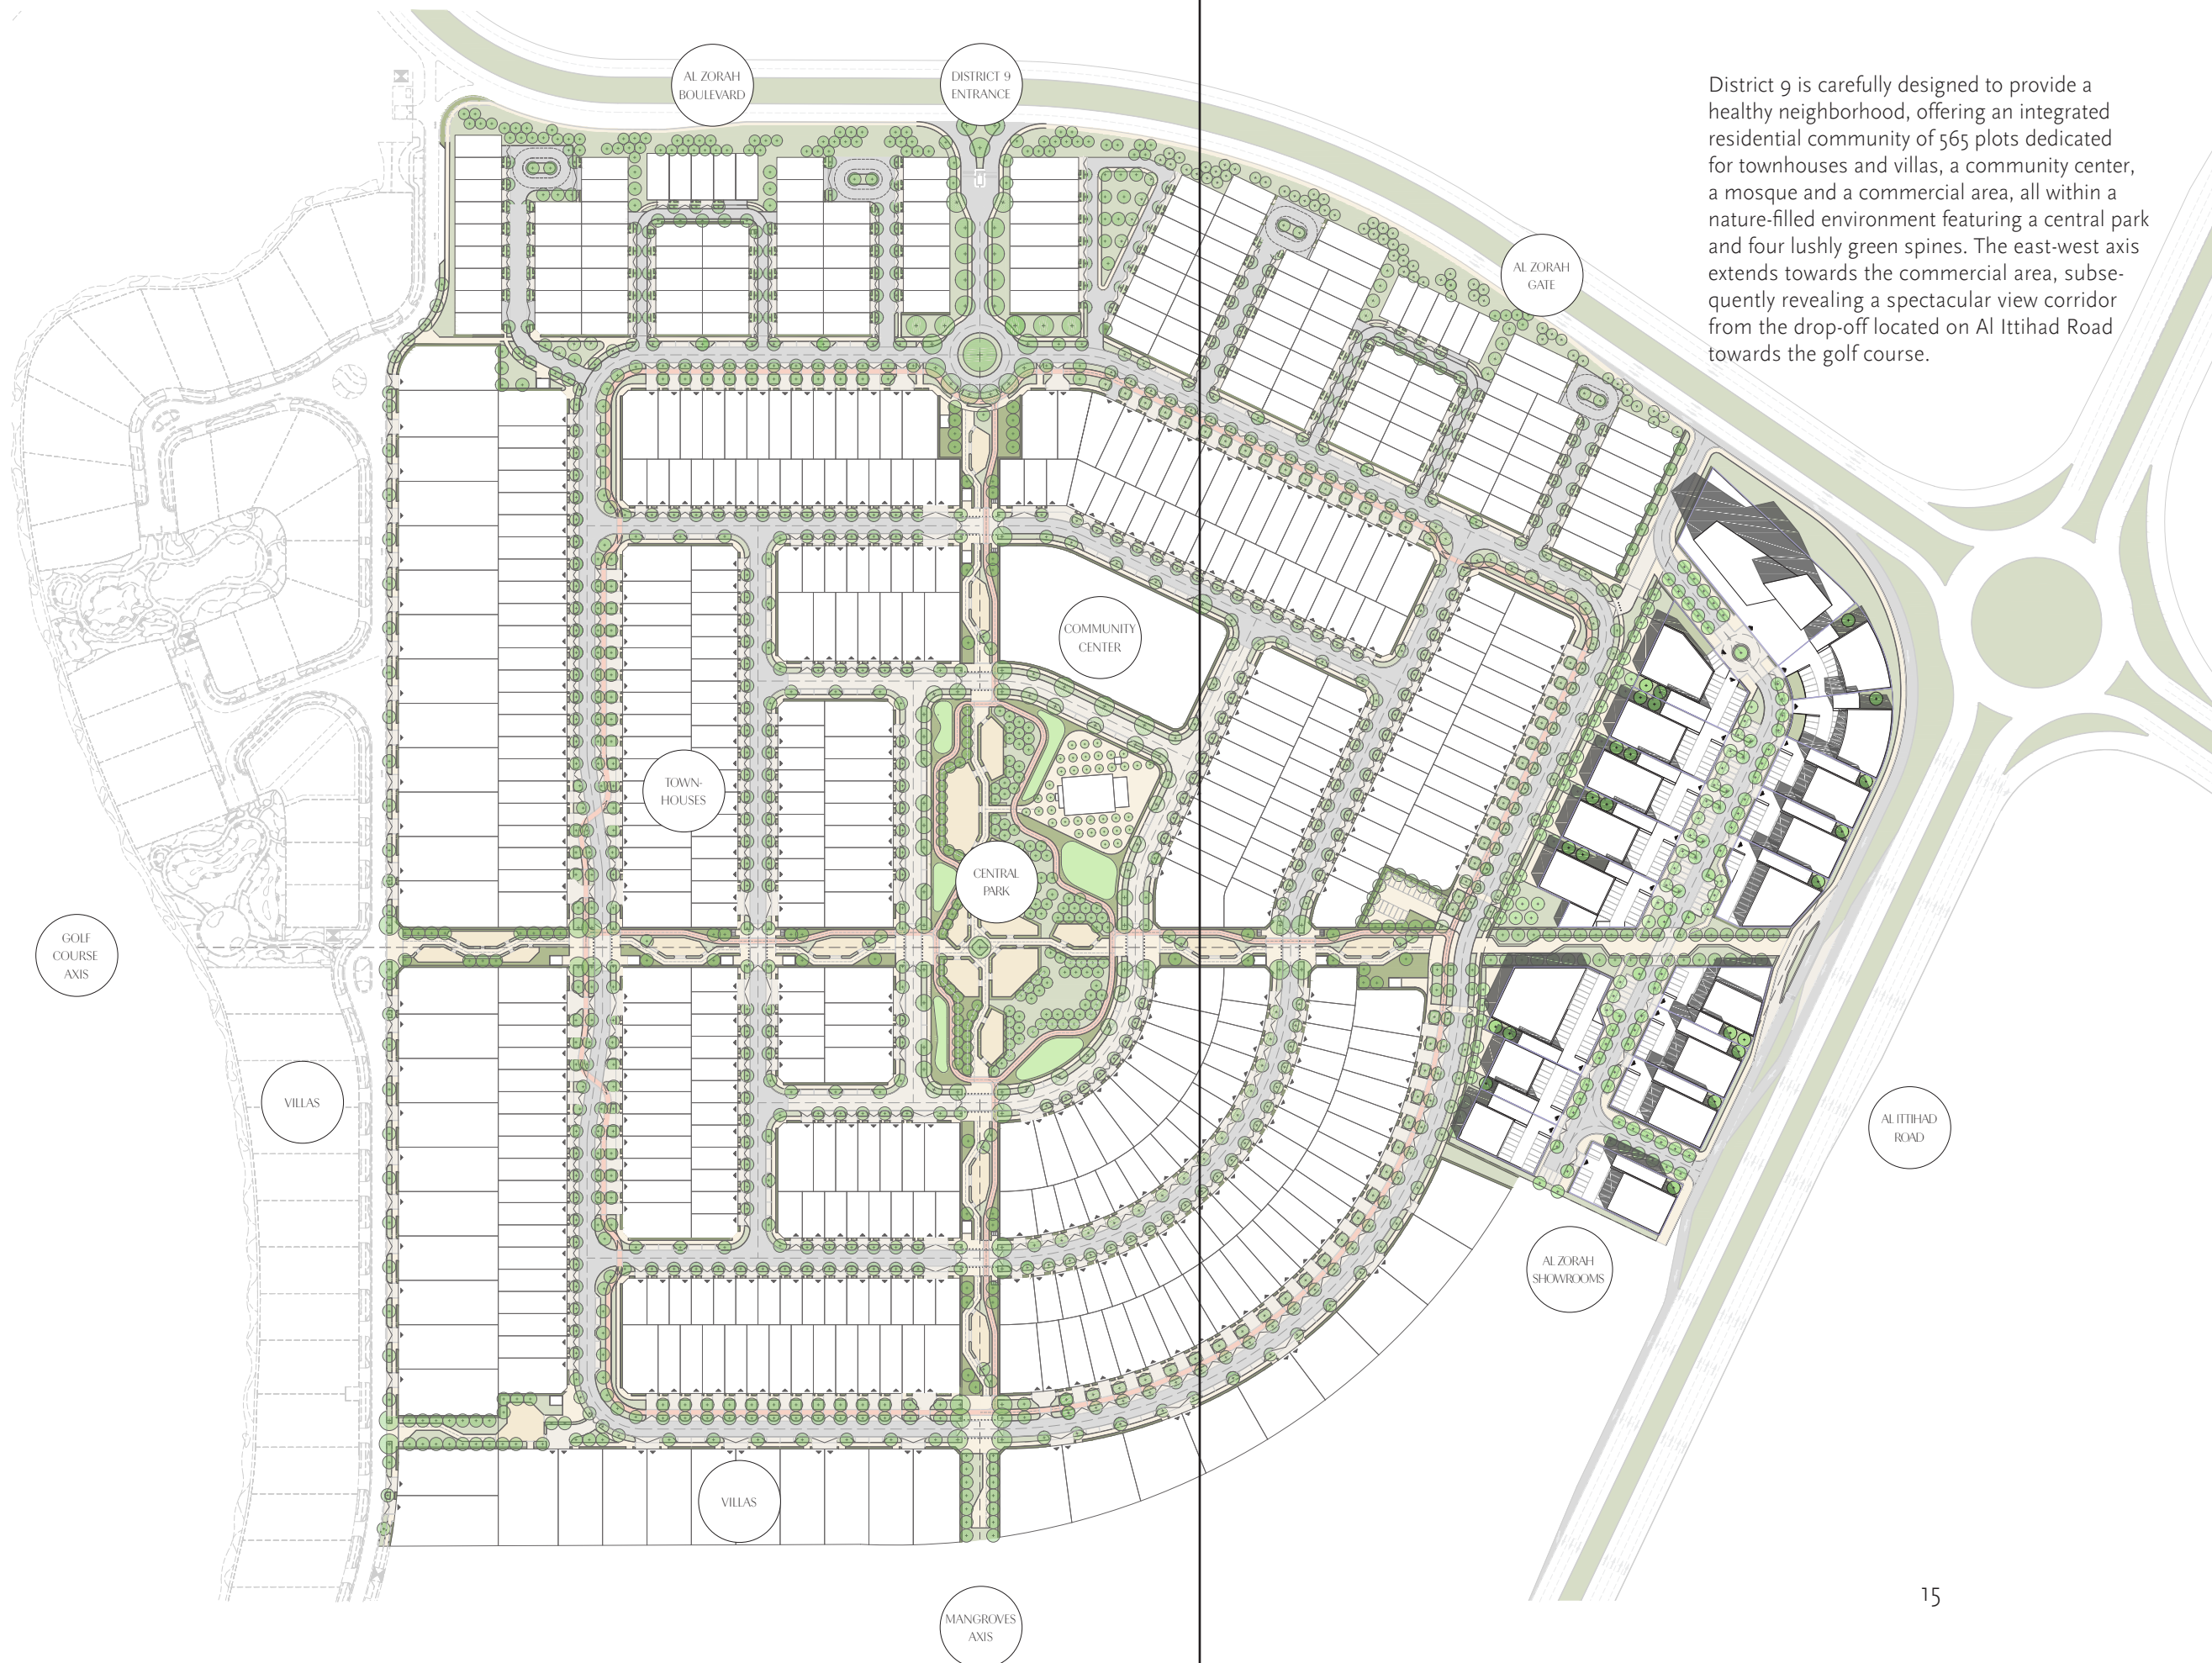 AL ZORAH
BOULEVARD
DISTRICT 9
ENTRANCE
District 9 is carefully designed to provide a
healthy neighborhood, offering an integrated
residential community of 565 plots dedicated
for townhouses and villas, a community center,
a mosque and a commercial area, all within a
nature-filled environment featuring a central park
and four lushly green spines. The east-west axis
extends towards the commercial area, subse-
quently revealing a spectacular view corridor
from the drop-off located on Al Ittihad Road
towards the golf course.
AL ZORAH
GATE
COMMUNITY
CENTER
TOWN-
HOUSES
CENTRAL
PARK
GOLF
COURSE
AXIS
VILLAS
AL ITTIHAD
ROAD
AL ZORAH
SHOWROOMS
VILLAS
MANGROVES
AXIS
15